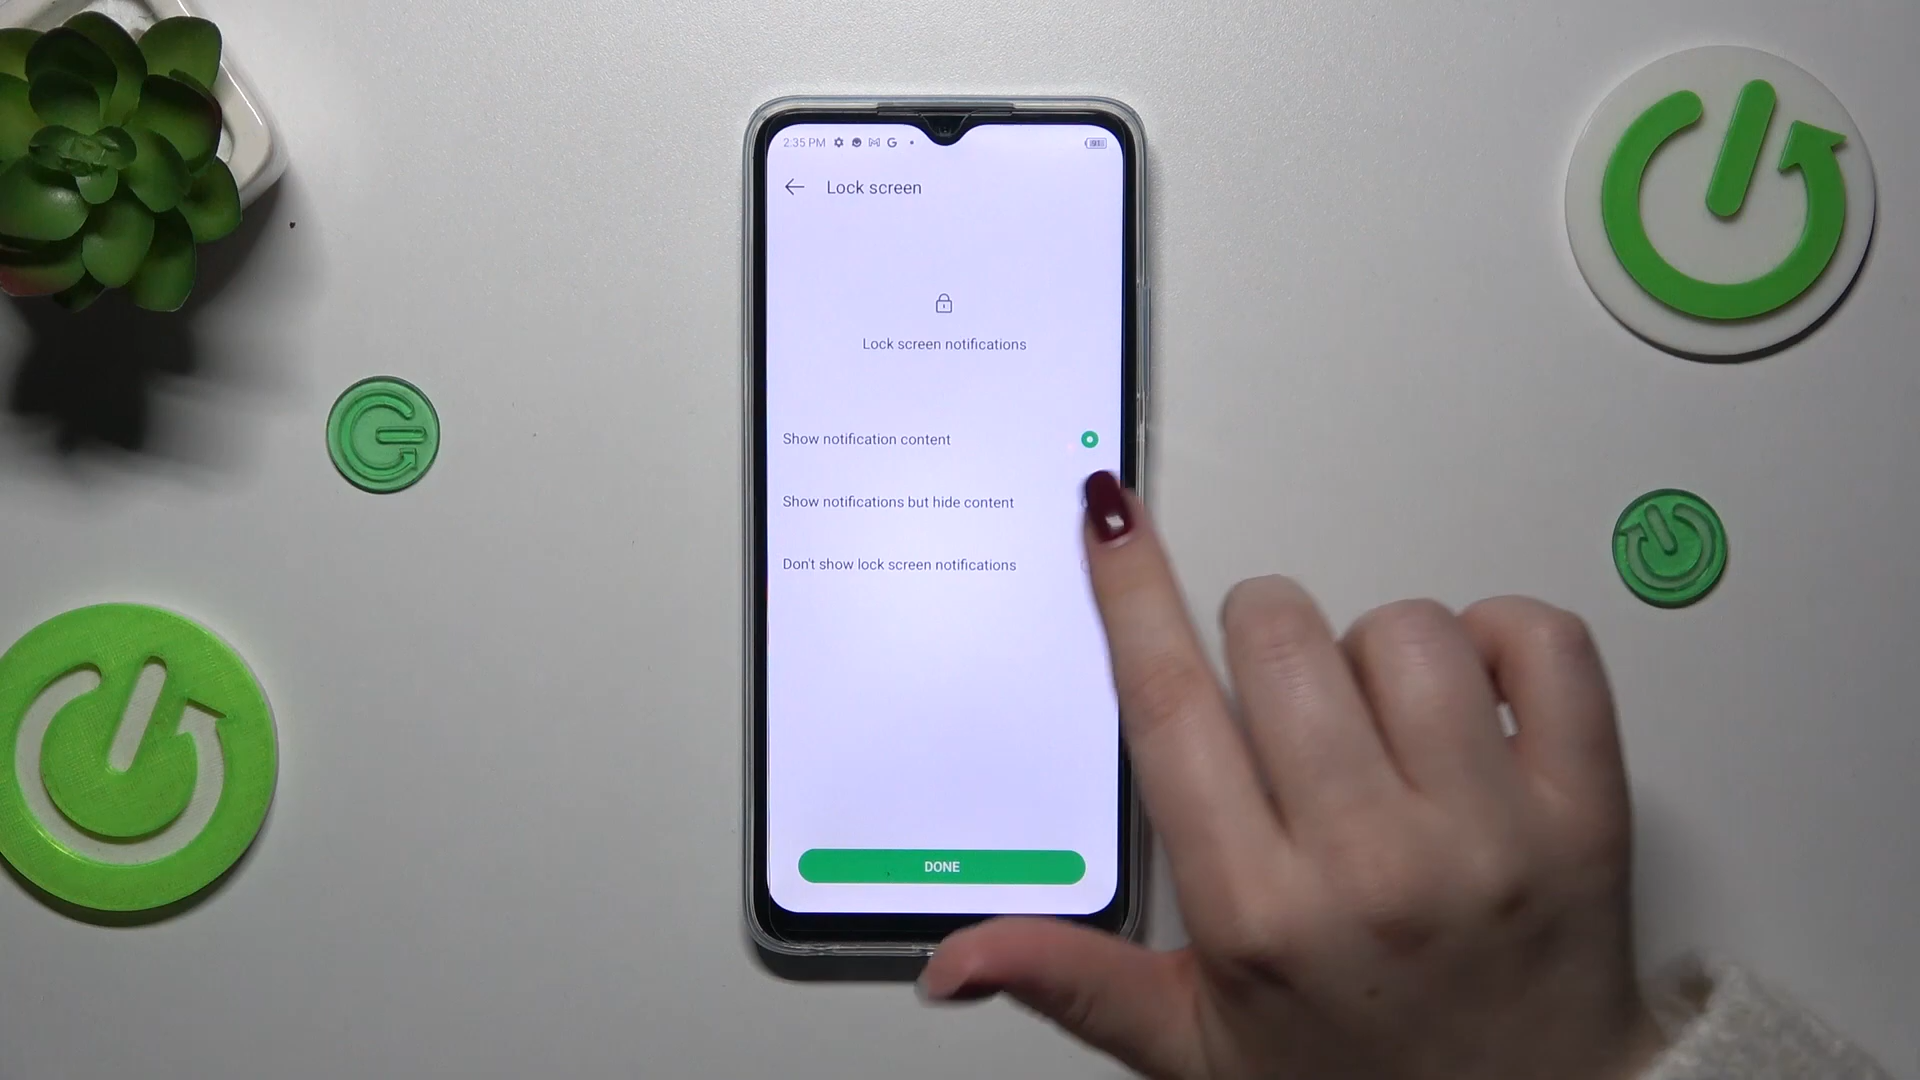 2:35 PM
Lock screen
Lock screen notifications
Show notification content
Show notifications but hide content
Don't show lock screen notifications
DONE